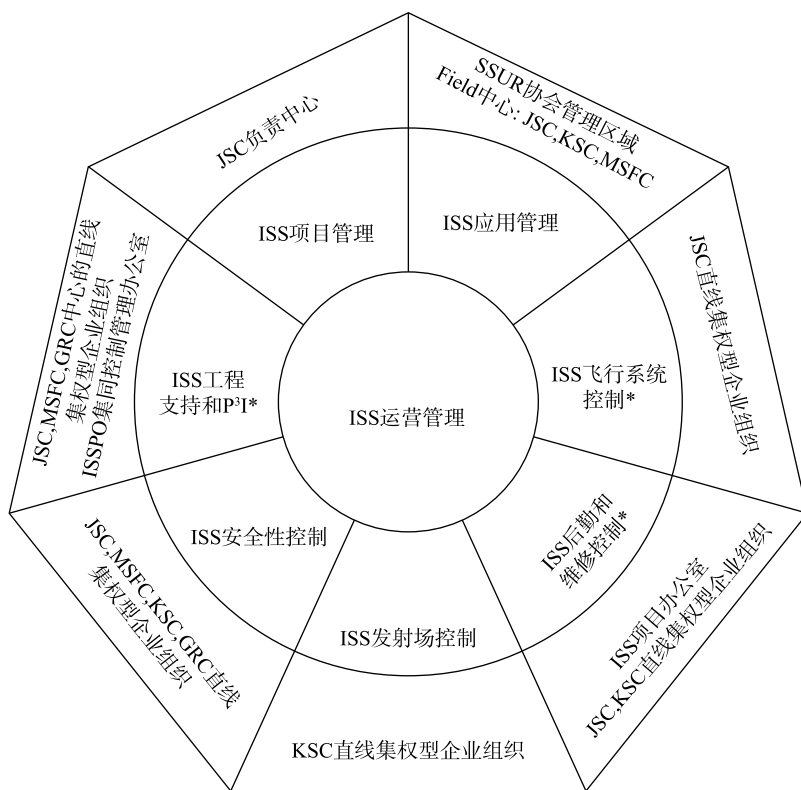 SSUR协会管理区域
Field中心: JSC,KSC,MSFC
JSC负责中心
ISS项目管理
ISS应用管理
JSC,MSFC,GRC中心的直线
集权型企业组织
ISSPO集同控制管理办公室
JSC直线集权型企业组织
ISS工程
支持和P³I*
ISS运营管理
ISS飞行系统
控制*
ISS安全性控制
ISS后勤和
维修控制*
JSC,MSFC,KSC,GRC直线
集权型企业组织
ISS发射场控制
ISS项目办公室
JSC,KSC直线集权型企业组织
KSC直线集权型企业组织